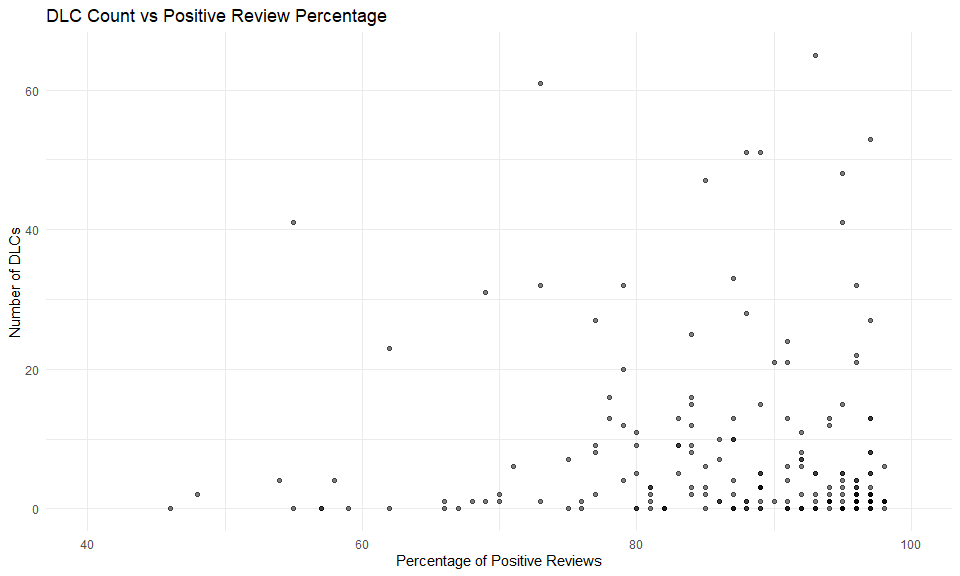 DLC Count vs Positive Review Percentage
Number of DLCs
60
40
20
0
40 60 80 100
Percentage of Positive Reviews